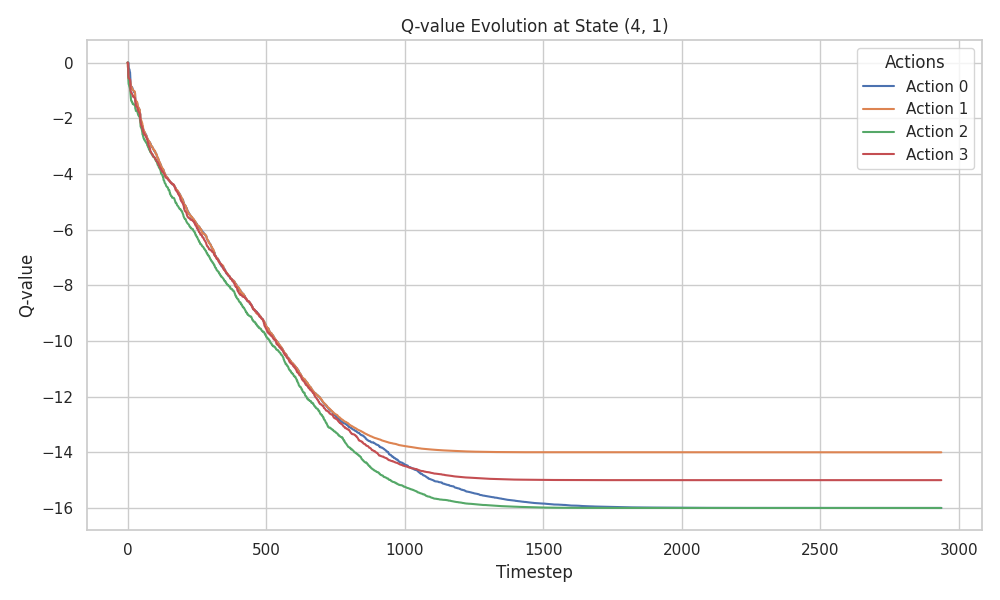 Q-value Evolution at State (4, 1)
Actions
Action 0
Action 1
Action 2
Action 3
Q-value
0
−2
−4
−6
−8
−10
−12
−14
−16
0 500 1000 1500 2000 2500 3000
Timestep